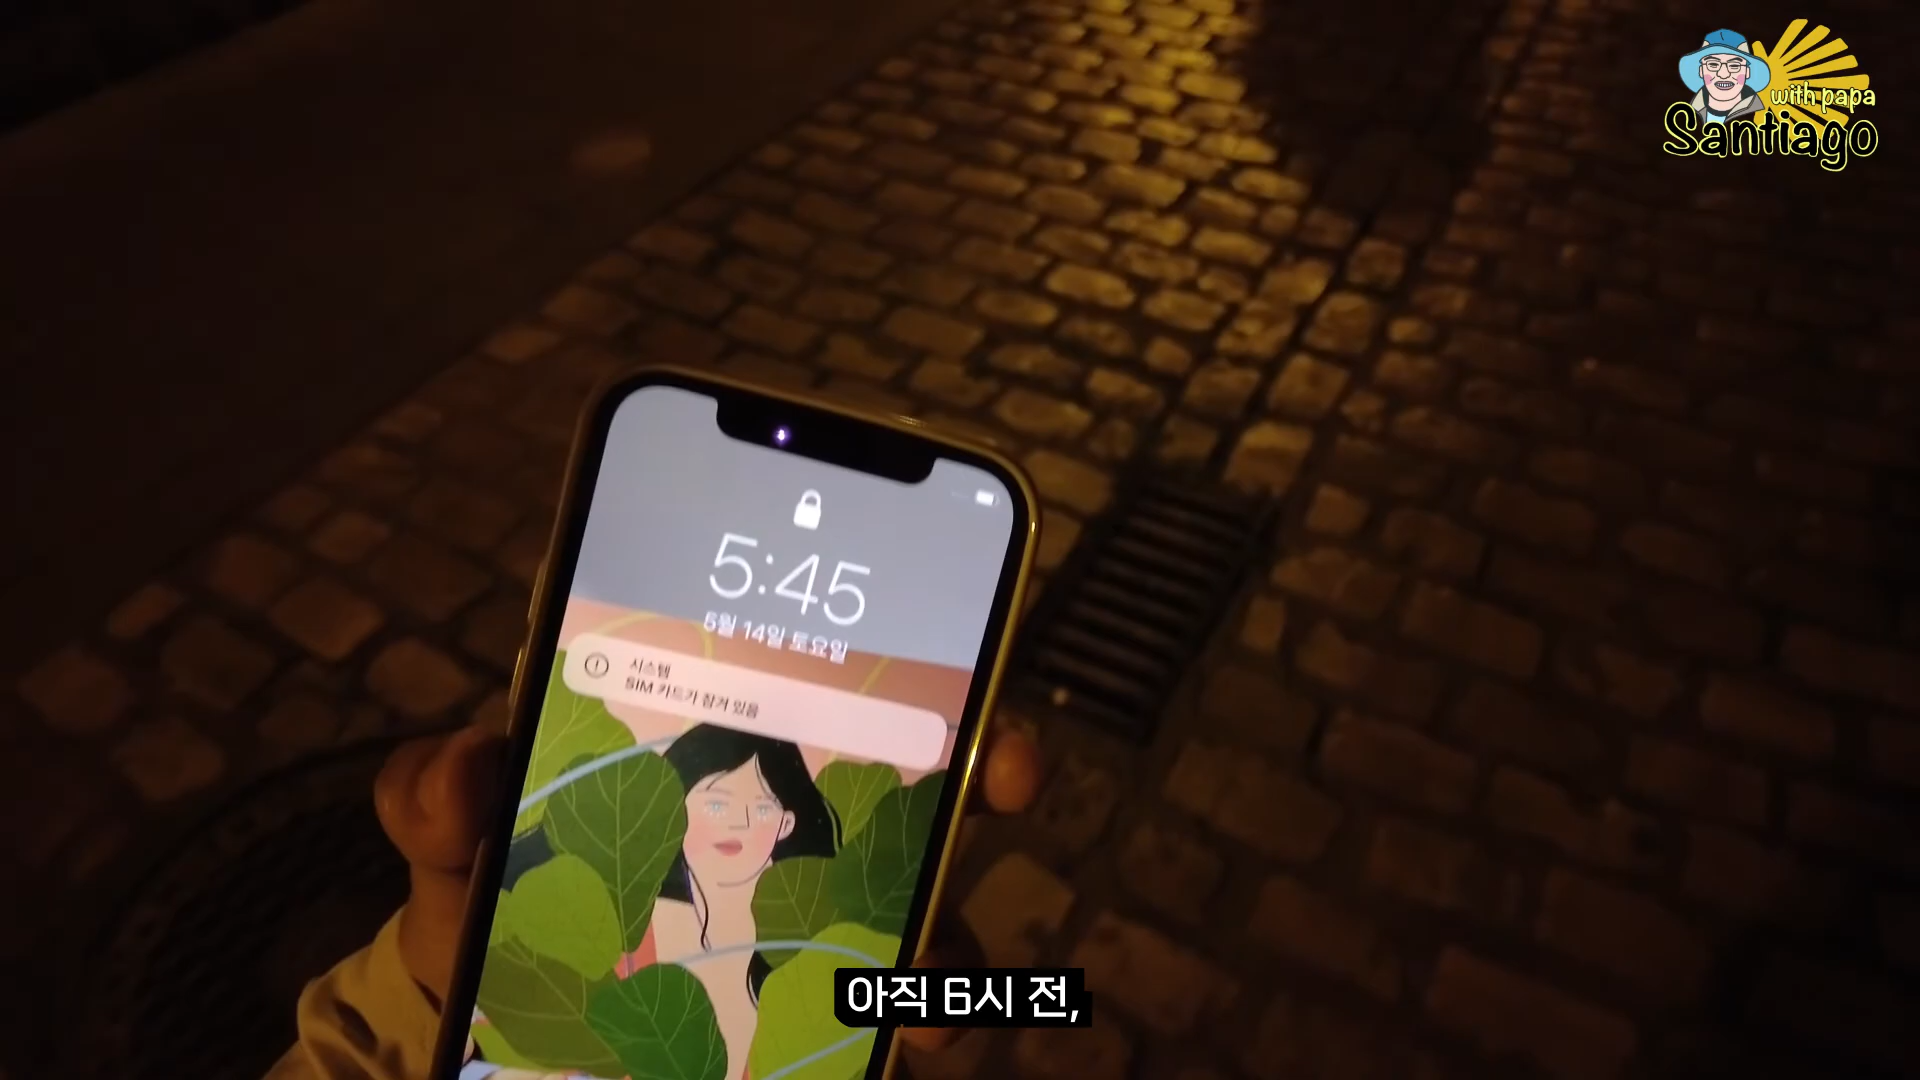 with papa
Santiago
5:45
5월 14일 토요일
시스템
SIM 카드가 잠겨 있음
아직 6시 전,